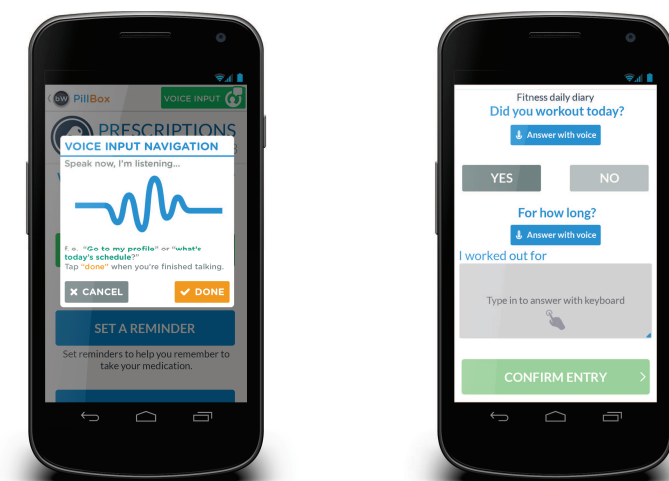 bW PillBox
VOICE INPUT
PRESCRIPTIONS
VOICE INPUT NAVIGATION
Speak now, I'm listening...
"Go to my profile" or "what's
today's schedule?"
Tap "done" when you're finished talking.
CANCEL
DONE
SET A REMINDER
Set reminders to help you remember to
take your medication.
Fitness daily diary
Did you workout today?
Answer with voice
YES
NO
For how long?
Answer with voice
I worked out for
Type in to answer with keyboard
CONFIRM ENTRY